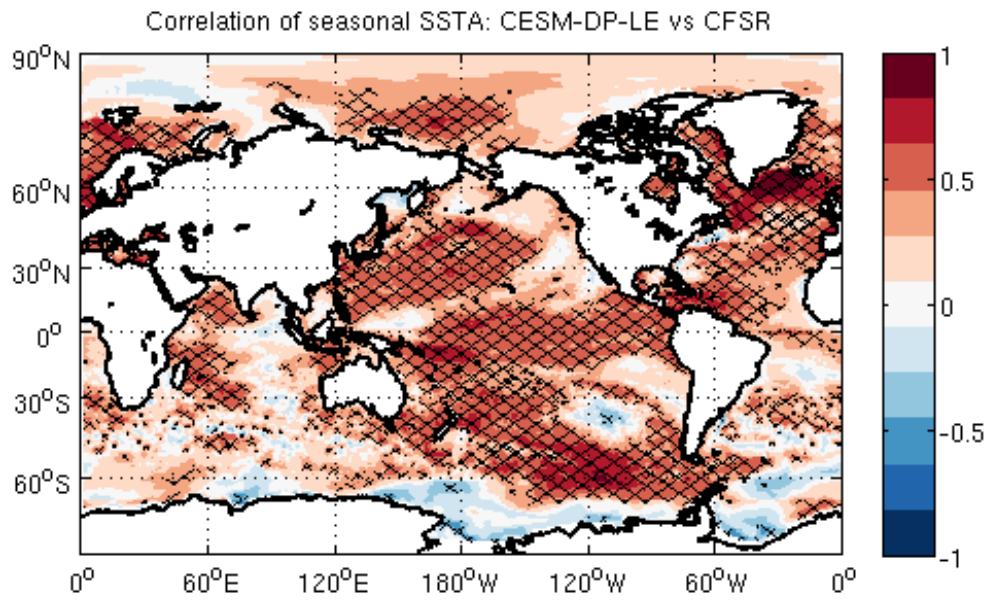 Correlation of seasonal SSTA: CESM-DP-LE vs CFSR
90°N
60°N
30°N
0°
30°S
60°S
0° 60°E 120°E 180°W 120°W 60°W 0°
1
0.5
0
-0.5
-1